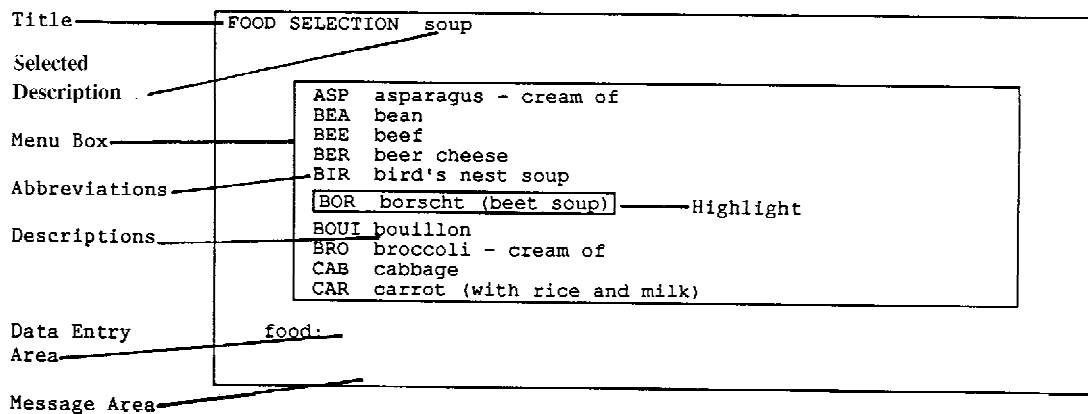 Title FOOD SELECTION soup
Selected
Description
ASP asparagus - cream of
BEA bean
Menu Box BEE beef
BER beer cheese
Abbreviations BIR bird's nest soup
BOR borscht (beet soup) Highlight
Descriptions BOUI bouillon
BRO broccoli - cream of
CAB cabbage
CAR carrot (with rice and milk)
Data Entry food:
Area
Message Area